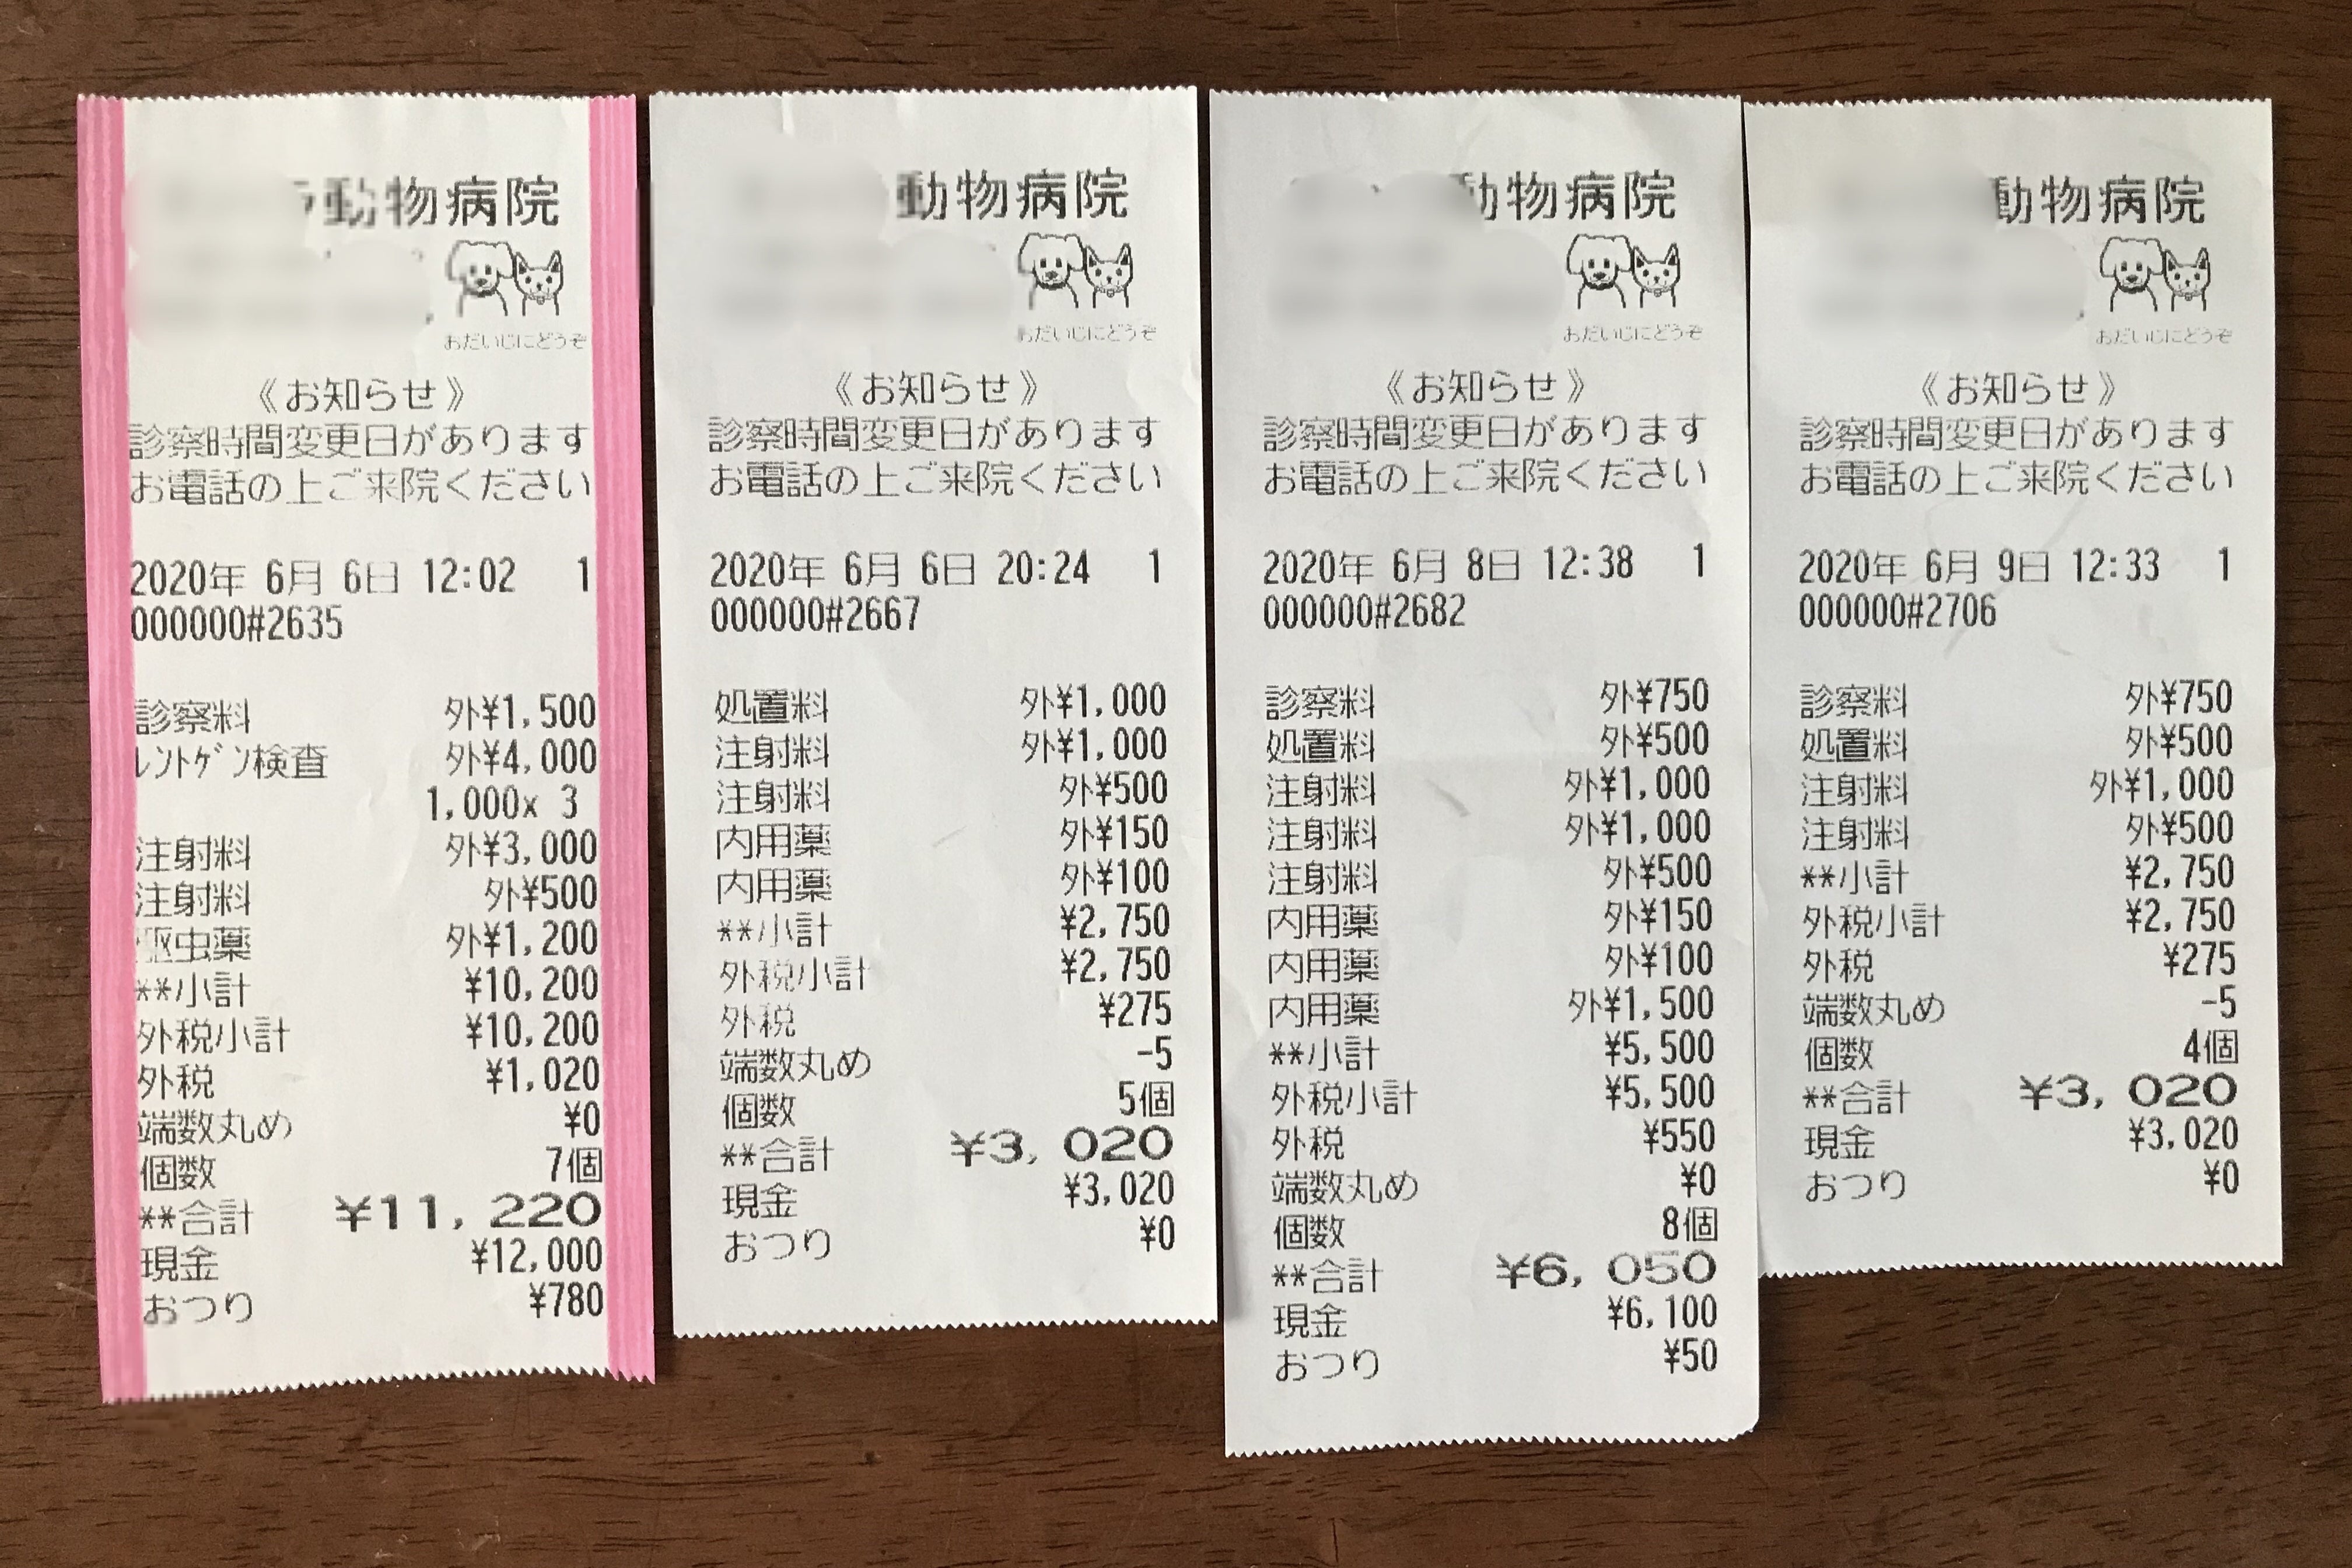 動物病院
おだいじにどうぞ
《お知らせ》
診察時間変更日があります
お電話の上ご来院ください
2020年 6月 6日 12:02 1
000000#2635
診察料 外¥1,500
レントゲン検査 外¥4,000
1,000x 3
注射料 外¥3,000
注射料 外¥500
駆虫薬 外¥1,200
**小計 ¥10,200
外税小計 ¥10,200
外税 ¥1,020
端数丸め ¥0
個数 7個
**合計 ¥11,220
現金 ¥12,000
おつり ¥780
動物病院
おだいじにどうぞ
《お知らせ》
診察時間変更日があります
お電話の上ご来院ください
2020年 6月 6日 20:24 1
000000#2667
処置料 外¥1,000
注射料 外¥1,000
注射料 外¥500
内用薬 外¥150
内用薬 外¥100
**小計 ¥2,750
外税小計 ¥2,750
外税 ¥275
端数丸め -5
個数 5個
**合計 ¥3,020
現金 ¥3,020
おつり ¥0
動物病院
おだいじにどうぞ
《お知らせ》
診察時間変更日があります
お電話の上ご来院ください
2020年 6月 8日 12:38 1
000000#2682
診察料 外¥750
処置料 外¥500
注射料 外¥1,000
注射料 外¥1,000
注射料 外¥500
内用薬 外¥150
内用薬 外¥100
内用薬 外¥1,500
**小計 ¥5,500
外税小計 ¥5,500
外税 ¥550
端数丸め ¥0
個数 8個
**合計 ¥6,050
現金 ¥6,100
おつり ¥50
動物病院
おだいじにどうぞ
《お知らせ》
診察時間変更日があります
お電話の上ご来院ください
2020年 6月 9日 12:33 1
000000#2706
診察料 外¥750
処置料 外¥500
注射料 外¥1,000
注射料 外¥500
**小計 ¥2,750
外税小計 ¥2,750
外税 ¥275
端数丸め -5
個数 4個
**合計 ¥3,020
現金 ¥3,020
おつり ¥0